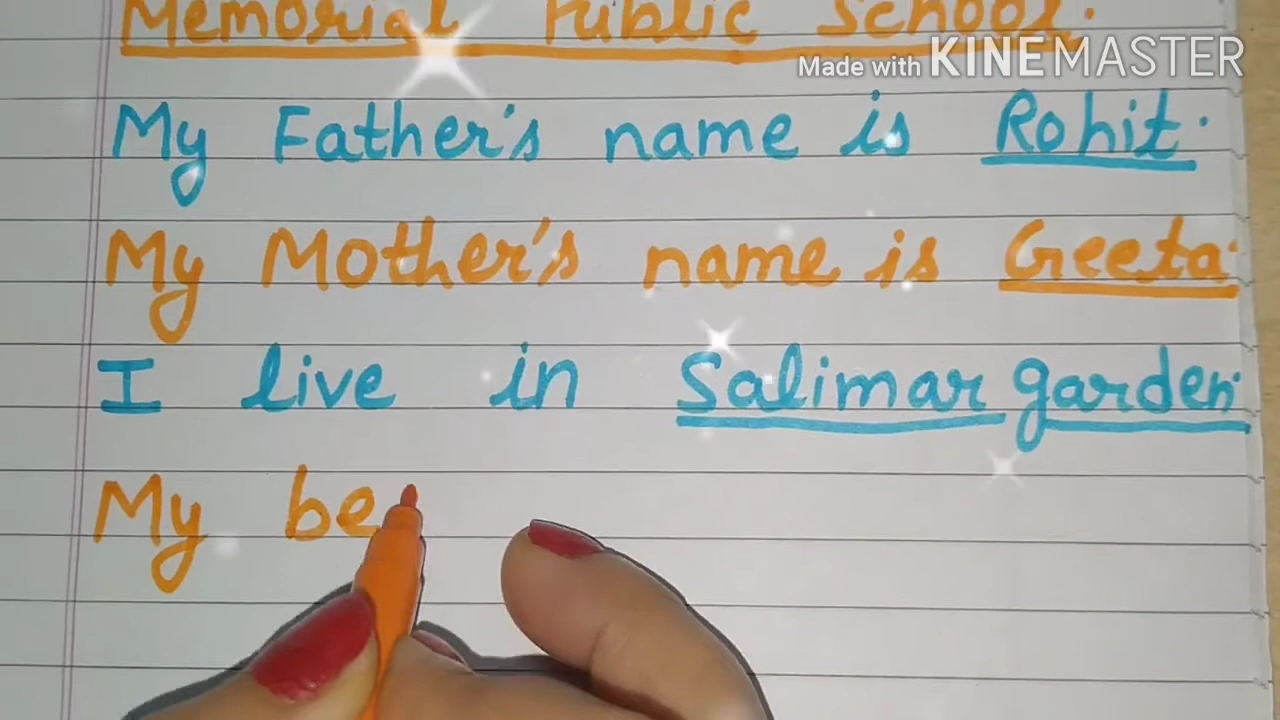 Memorial Public School.
Made with KINEMASTER
My Father's name is Rohit.
My Mother's name is Geeta.
I live in Salimar garden.
My be